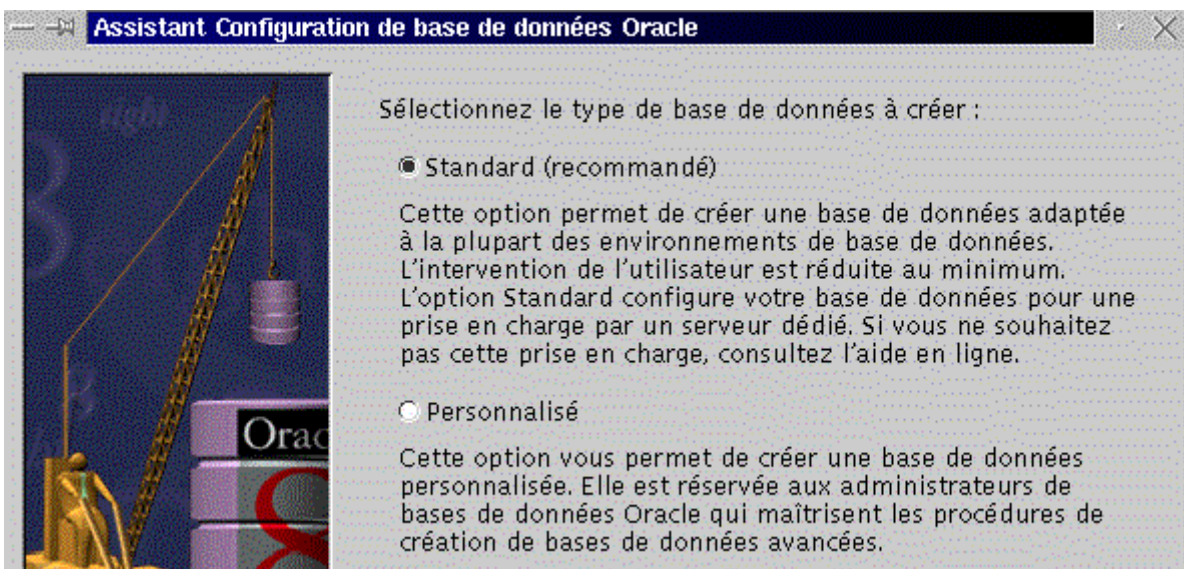 Assistant Configuration de base de données Oracle
Sélectionnez le type de base de données à créer :
Standard (recommandé)
Cette option permet de créer une base de données adaptée
à la plupart des environnements de base de données.
L'intervention de l'utilisateur est réduite au minimum.
L'option Standard configure votre base de données pour une
prise en charge par un serveur dédié. Si vous ne souhaitez
pas cette prise en charge, consultez l'aide en ligne.
Personnalisé
Cette option vous permet de créer une base de données
personnalisée. Elle est réservée aux administrateurs de
bases de données Oracle qui maîtrisent les procédures de
création de bases de données avancées.
right
Orac
8